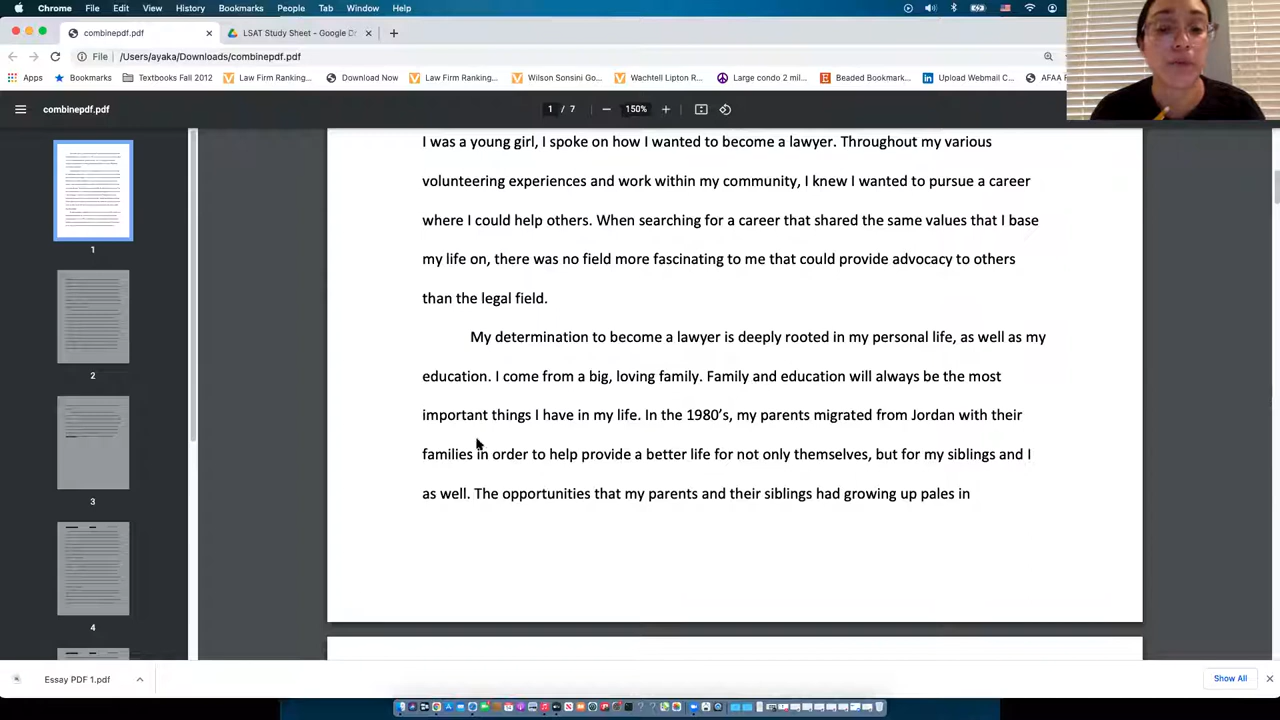 Chrome File Edit View History Bookmarks People Tab Window Help
combinepdf.pdf
LSAT Study Sheet - Google Dr
File /Users/ayaka/Downloads/combinepdf.pdf
Apps Bookmarks Textbooks Fall 2012 Law Firm Ranking... Download Now Law Firm Ranking... Wilson Sonsini Go... Wachtell Lipton R... Large condo 2 mil... Beaded Bookmark... Upload Webmail C... AFAA
combinepdf.pdf
1 / 7
150%
I was a young girl, I spoke on how I wanted to become a lawyer. Throughout my various
volunteering experiences and work within my community, I knew I wanted to pursue a career
where I could help others. When searching for a career that shared the same values that I base
my life on, there was no field more fascinating to me that could provide advocacy to others
than the legal field.
My determination to become a lawyer is deeply rooted in my personal life, as well as my
education. I come from a big, loving family. Family and education will always be the most
important things I have in my life. In the 1980's, my parents migrated from Jordan with their
families in order to help provide a better life for not only themselves, but for my siblings and I
as well. The opportunities that my parents and their siblings had growing up pales in
1
2
3
4
Essay PDF 1.pdf
Show All